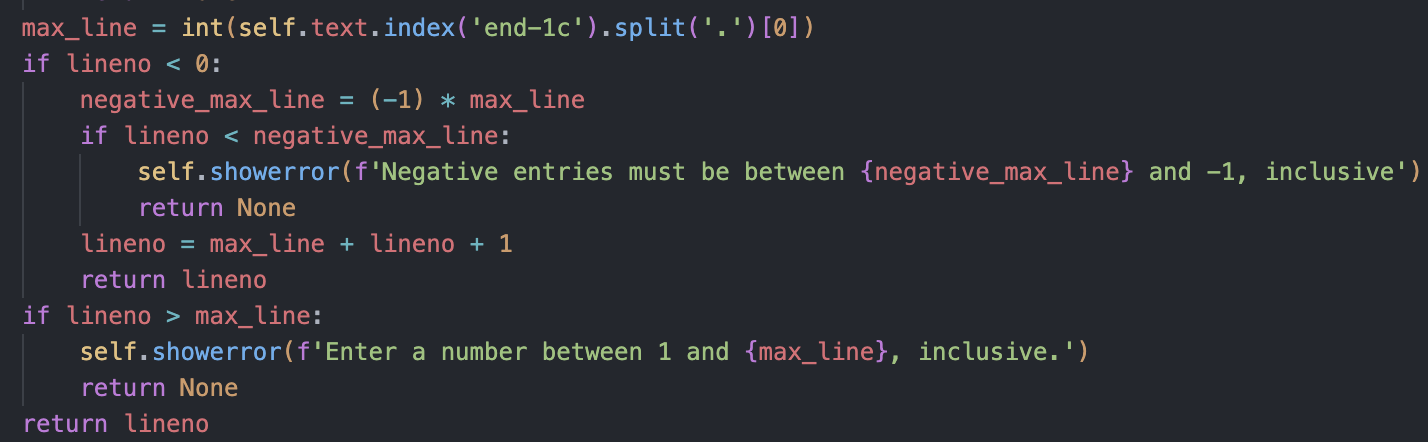 max_line = int(self.text.index('end-1c').split('.')[0])
if lineno < 0:
    negative_max_line = (-1) * max_line
    if lineno < negative_max_line:
        self.showerror(f'Negative entries must be between {negative_max_line} and -1, inclusive')
        return None
    lineno = max_line + lineno + 1
    return lineno
if lineno > max_line:
    self.showerror(f'Enter a number between 1 and {max_line}, inclusive.')
    return None
return lineno